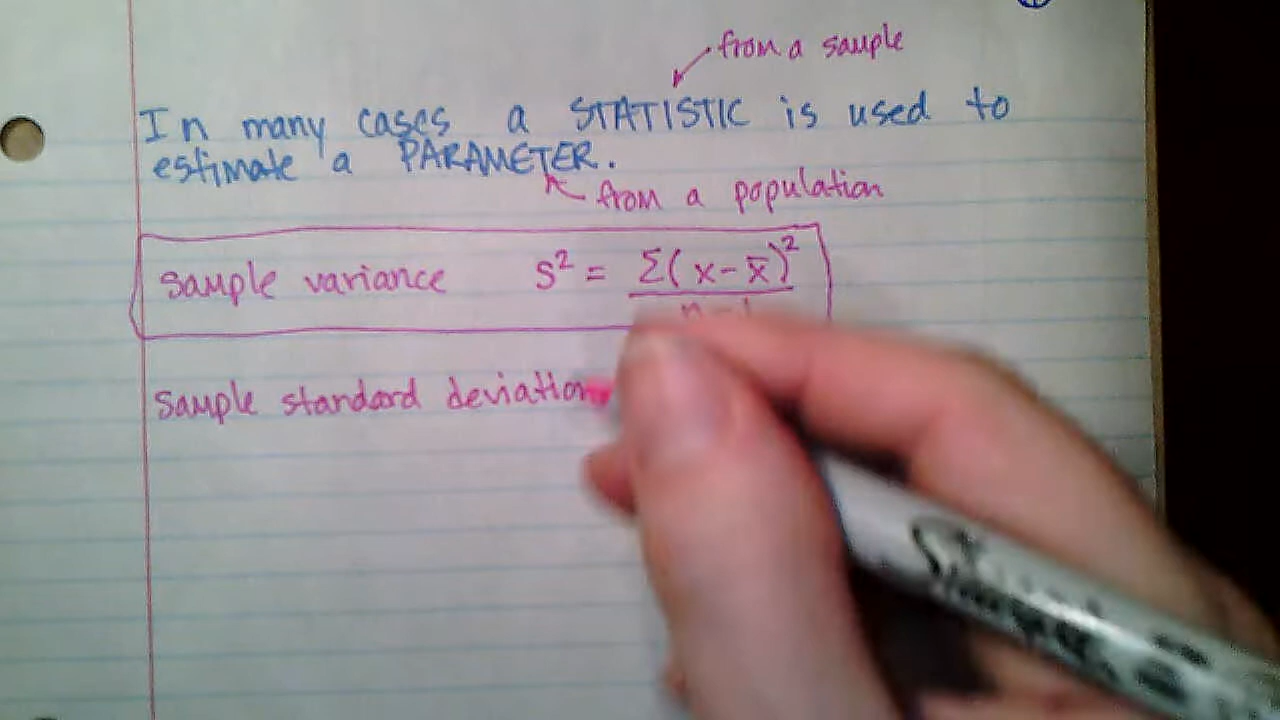 from a sample
In many cases a STATISTIC is used to
estimate a PARAMETER.
from a population
Sample variance s² = Σ(x-x̄)²
n-1
Sample standard deviation